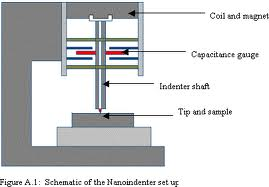 Coil and magnet
Capacitance gauge
Indenter shaft
Tip and sample
Figure A.1: Schematic of the Nanoindenter set up